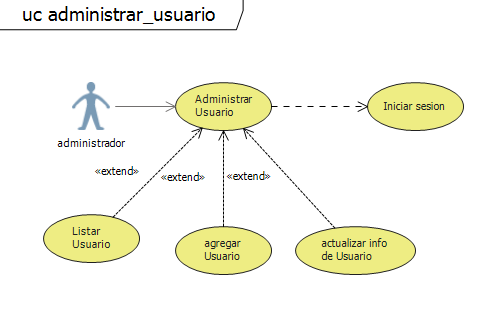 uc administrar_usuario
Administrar
Usuario
Iniciar sesion
administrador
«extend»
«extend»
«extend»
Listar
Usuario
agregar
Usuario
actualizar info
de Usuario